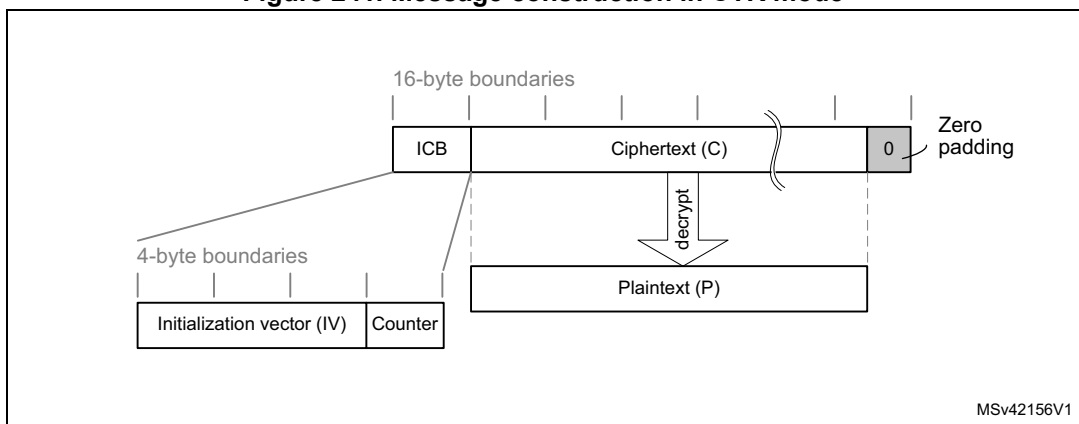 16-byte boundaries
ICB
Ciphertext (C)
0
Zero
padding
decrypt
4-byte boundaries
Plaintext (P)
Initialization vector (IV)
Counter
MSv42156V1